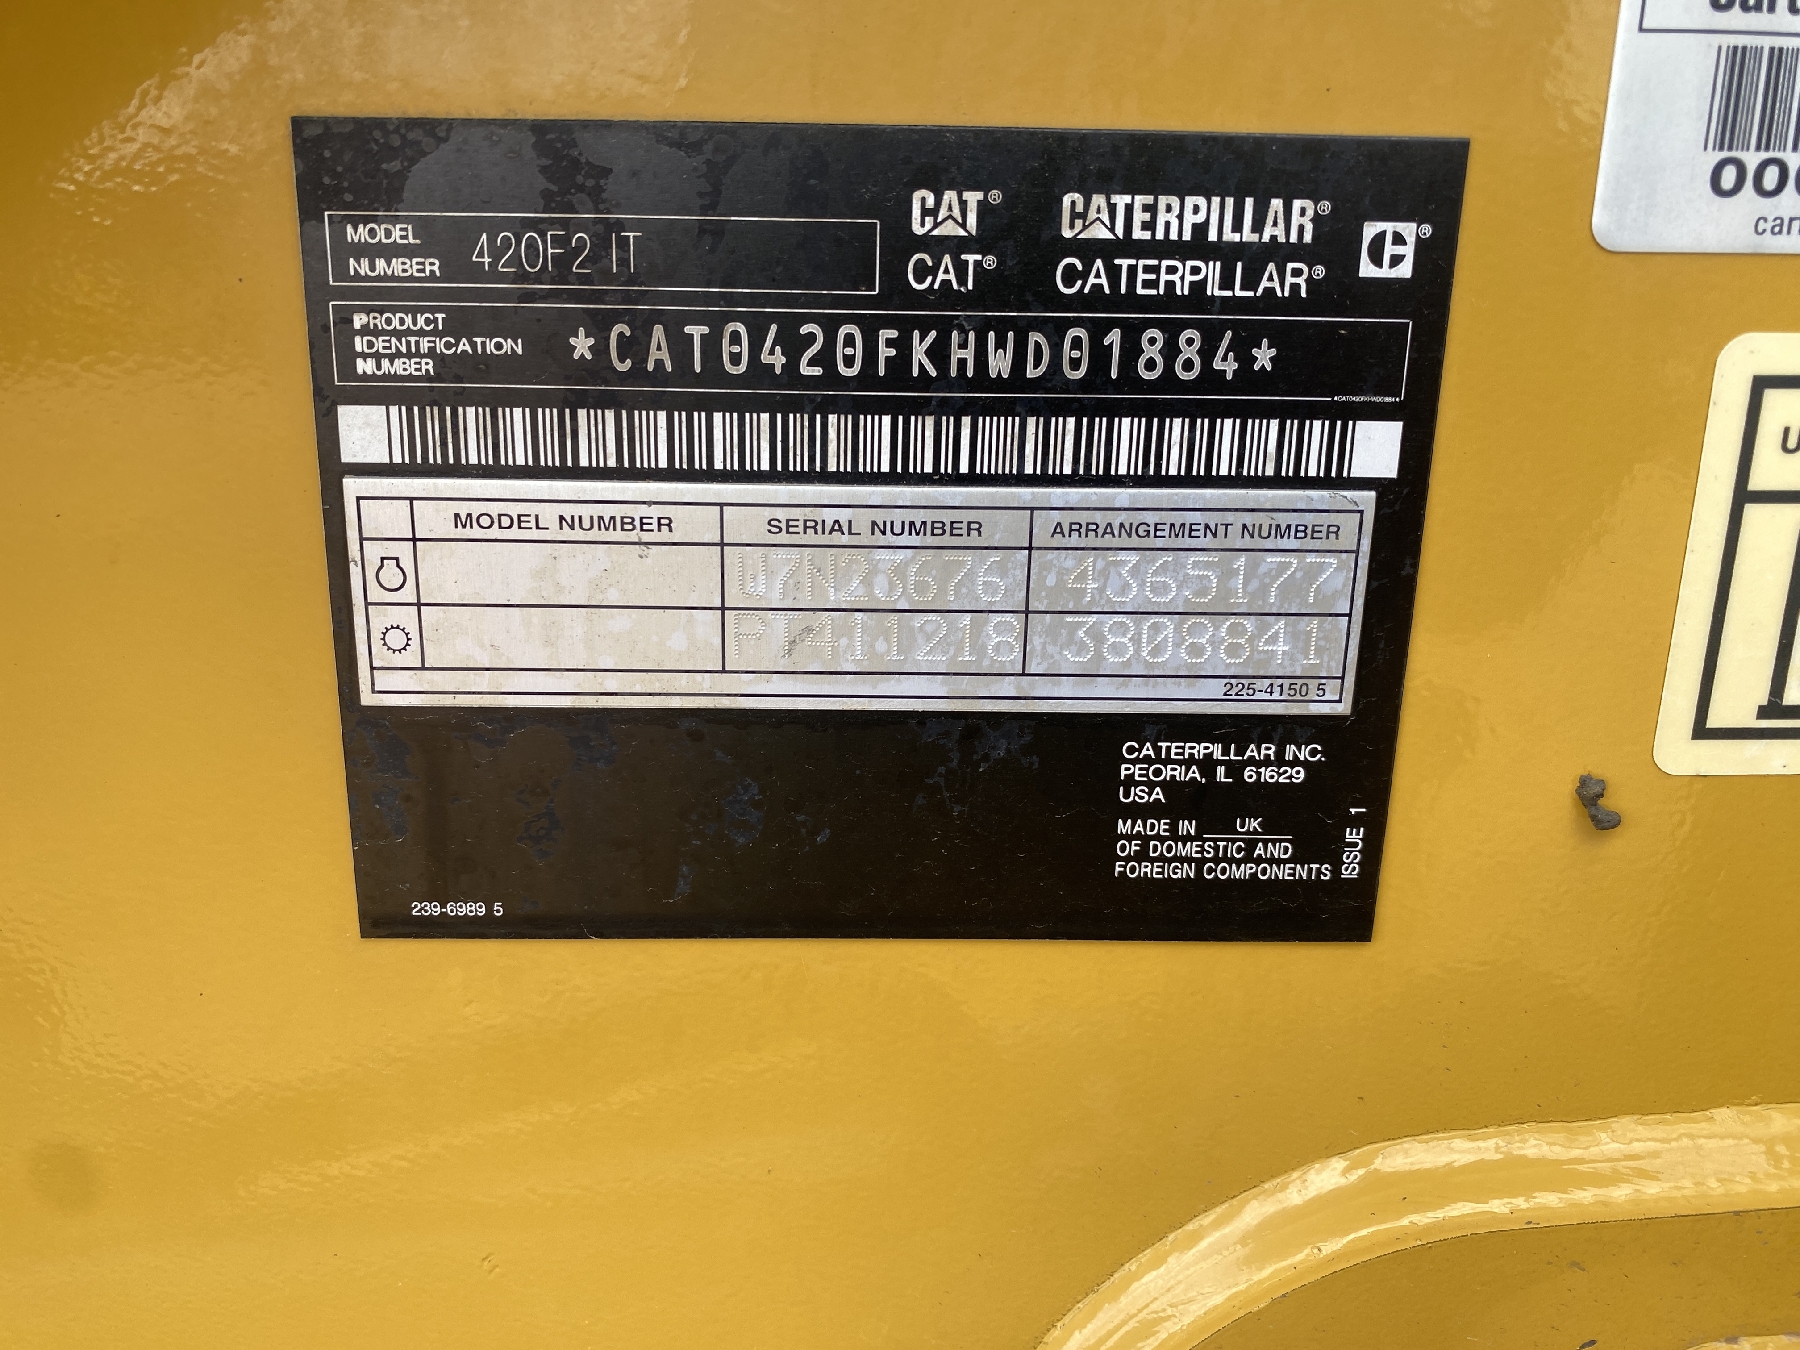 MODEL NUMBER 420F2 IT
CAT® CATERPILLAR®
CAT® CATERPILLAR®
PRODUCT IDENTIFICATION NUMBER *CAT0420FKHWD01884*
*CAT0420FKHWD01884*
MODEL NUMBER SERIAL NUMBER ARRANGEMENT NUMBER
W7N23676 4365177
PT411218 3808841
225-4150 5
CATERPILLAR INC.
PEORIA, IL 61629
USA
MADE IN UK
OF DOMESTIC AND
FOREIGN COMPONENTS
ISSUE 1
239-6989 5